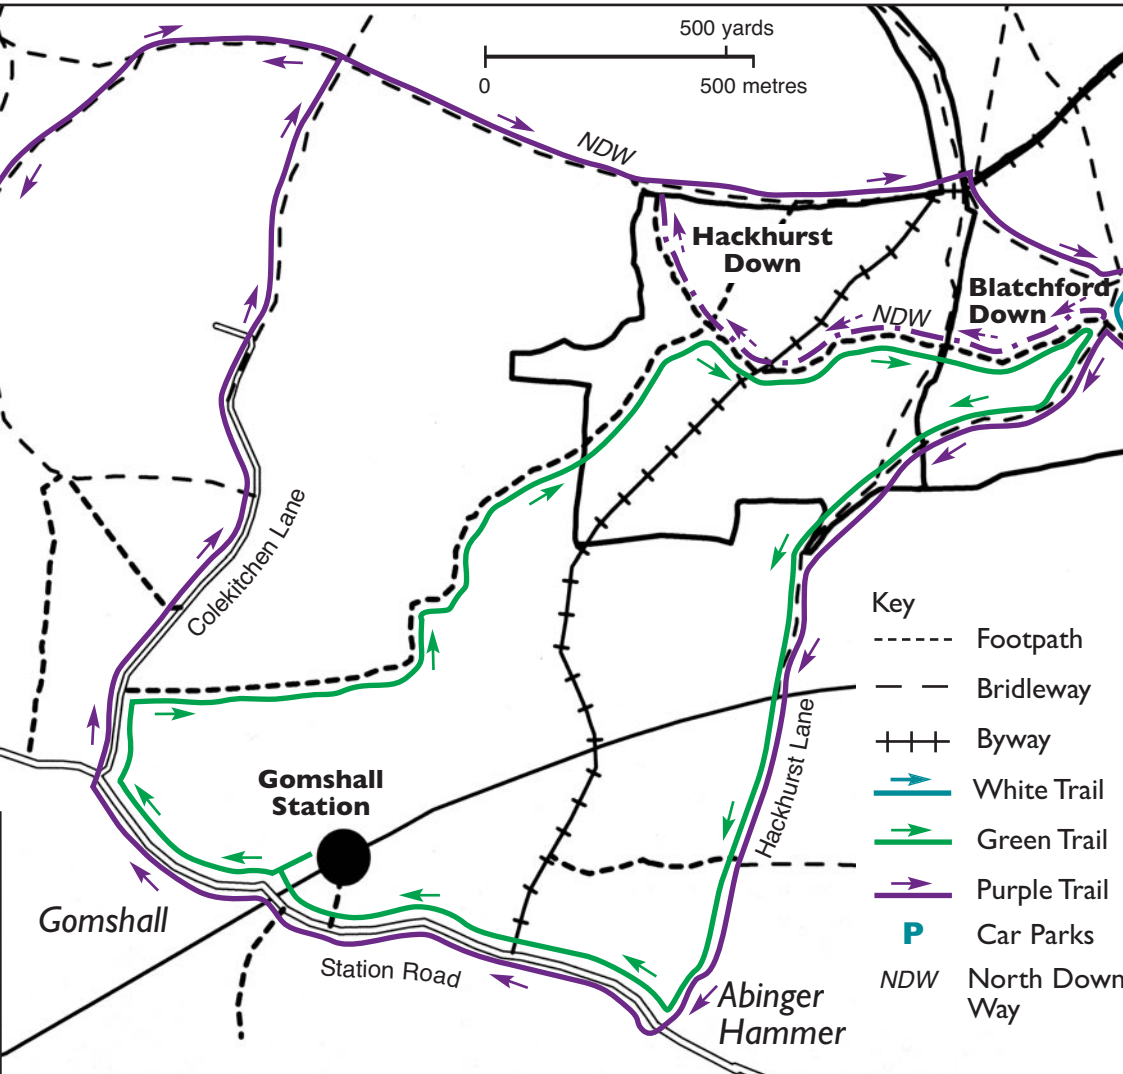 500 yards
0
500 metres
NDW
Hackhurst
Down
NDW
Blatchford
Down
Colekitchen Lane
Key
Footpath
Bridleway
Byway
White Trail
Green Trail
Purple Trail
P
Car Parks
NDW
North Down
Way
Hackhurst Lane
Gomshall
Station
Gomshall
Station Road
Abinger
Hammer